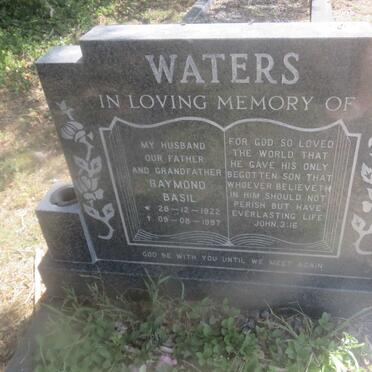 WATERS
IN LOVING MEMORY OF
MY HUSBAND
OUR FATHER
AND GRANDFATHER
RAYMOND
BASIL
* 28-12-1922
✝ 09-08-1997
FOR GOD SO LOVED
THE WORLD THAT
HE GAVE HIS ONLY
BEGOTTEN SON THAT
WHOEVER BELIEVETH
IN HIM SHOULD NOT
PERISH BUT HAVE
EVERLASTING LIFE
JOHN.3:16
GOD BE WITH YOU UNTIL WE MEET AGAIN